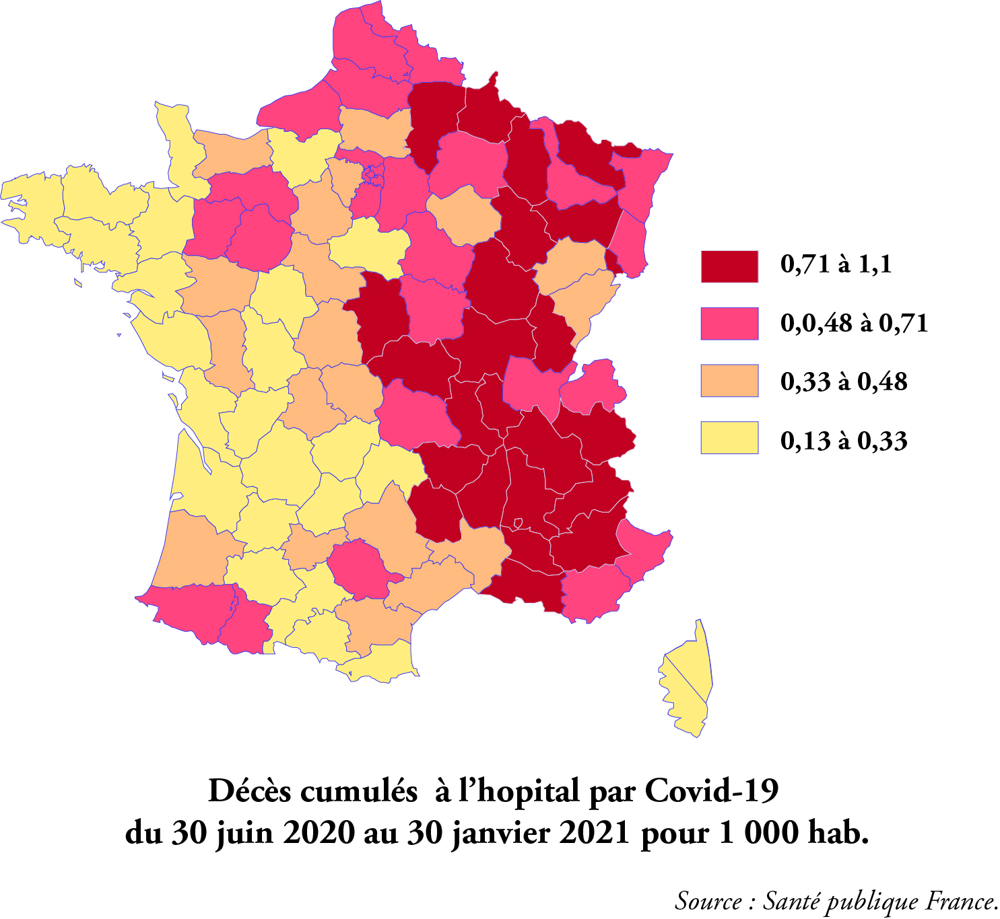 0,71 à 1,1
0,0,48 à 0,71
0,33 à 0,48
0,13 à 0,33
Décès cumulés à l’hopital par Covid-19
du 30 juin 2020 au 30 janvier 2021 pour 1 000 hab.
Source : Santé publique France.